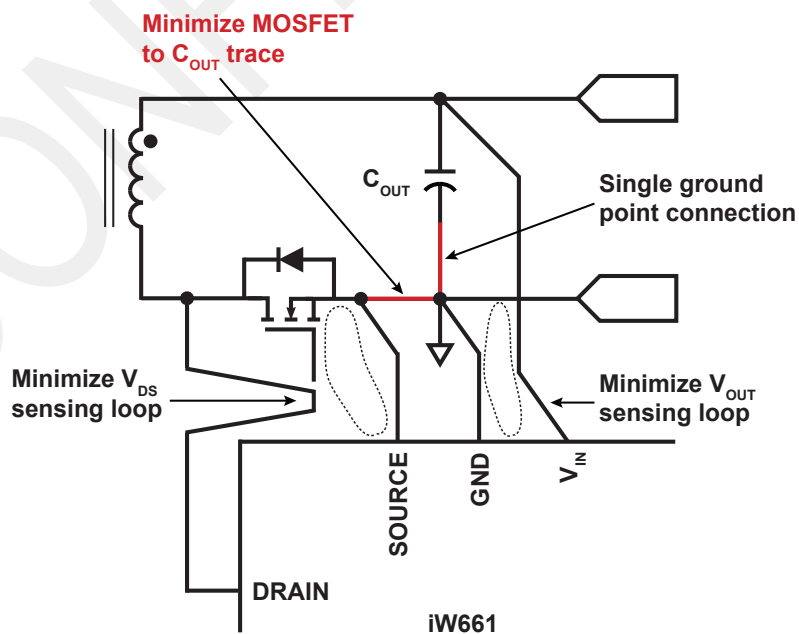 Minimize MOSFET
to COUT trace
COUT
Single ground
point connection
Minimize VDS
sensing loop
Minimize VOUT
sensing loop
SOURCE
GND
VIN
DRAIN
iW661